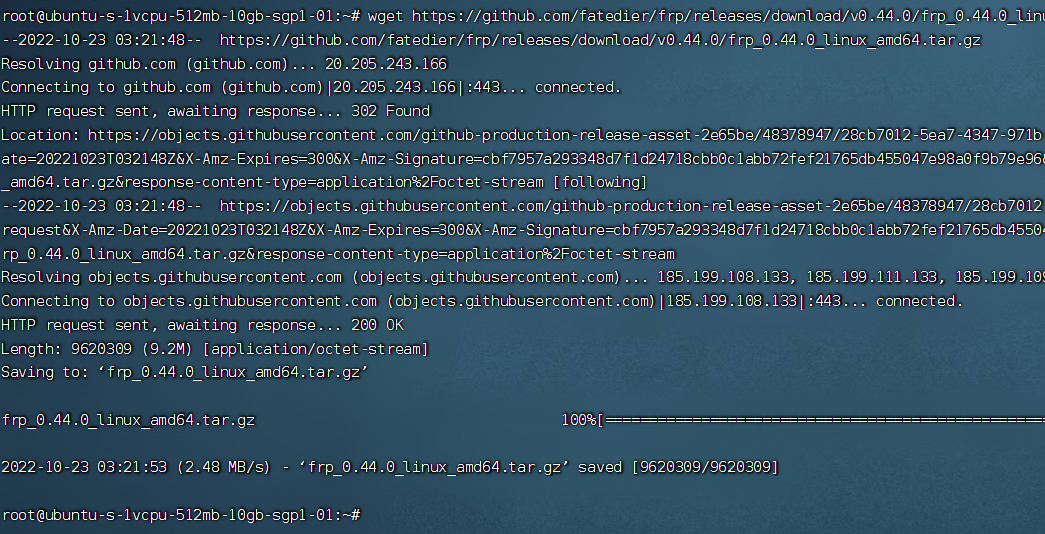 root@ubuntu-s-1vcpu-512mb-10gb-sgp1-01:~# wget https://github.com/fatedier/frp/releases/download/v0.44.0/frp_0.44.0_linu
--2022-10-23 03:21:48--  https://github.com/fatedier/frp/releases/download/v0.44.0/frp_0.44.0_linux_amd64.tar.gz
Resolving github.com (github.com)... 20.205.243.166
Connecting to github.com (github.com)|20.205.243.166|:443... connected.
HTTP request sent, awaiting response... 302 Found
Location: https://objects.githubusercontent.com/github-production-release-asset-2e65be/48378947/28cb7012-5ea7-4347-971b
ate=20221023T032148Z&X-Amz-Expires=300&X-Amz-Signature=cbf7957a293348d7f1d24718cbb0c1abb72fef21765db455047e98a0f9b79e966
_amd64.tar.gz&response-content-type=application%2Foctet-stream [following]
--2022-10-23 03:21:48--  https://objects.githubusercontent.com/github-production-release-asset-2e65be/48378947/28cb7012
request&X-Amz-Date=20221023T032148Z&X-Amz-Expires=300&X-Amz-Signature=cbf7957a293348d7f1d24718cbb0c1abb72fef21765db45504
rp_0.44.0_linux_amd64.tar.gz&response-content-type=application%2Foctet-stream
Resolving objects.githubusercontent.com (objects.githubusercontent.com)... 185.199.108.133, 185.199.111.133, 185.199.109
Connecting to objects.githubusercontent.com (objects.githubusercontent.com)|185.199.108.133|:443... connected.
HTTP request sent, awaiting response... 200 OK
Length: 9620309 (9.2M) [application/octet-stream]
Saving to: ‘frp_0.44.0_linux_amd64.tar.gz’
frp_0.44.0_linux_amd64.tar.gz 100%[==================================================
2022-10-23 03:21:53 (2.48 MB/s) - ‘frp_0.44.0_linux_amd64.tar.gz’ saved [9620309/9620309]
root@ubuntu-s-1vcpu-512mb-10gb-sgp1-01:~#